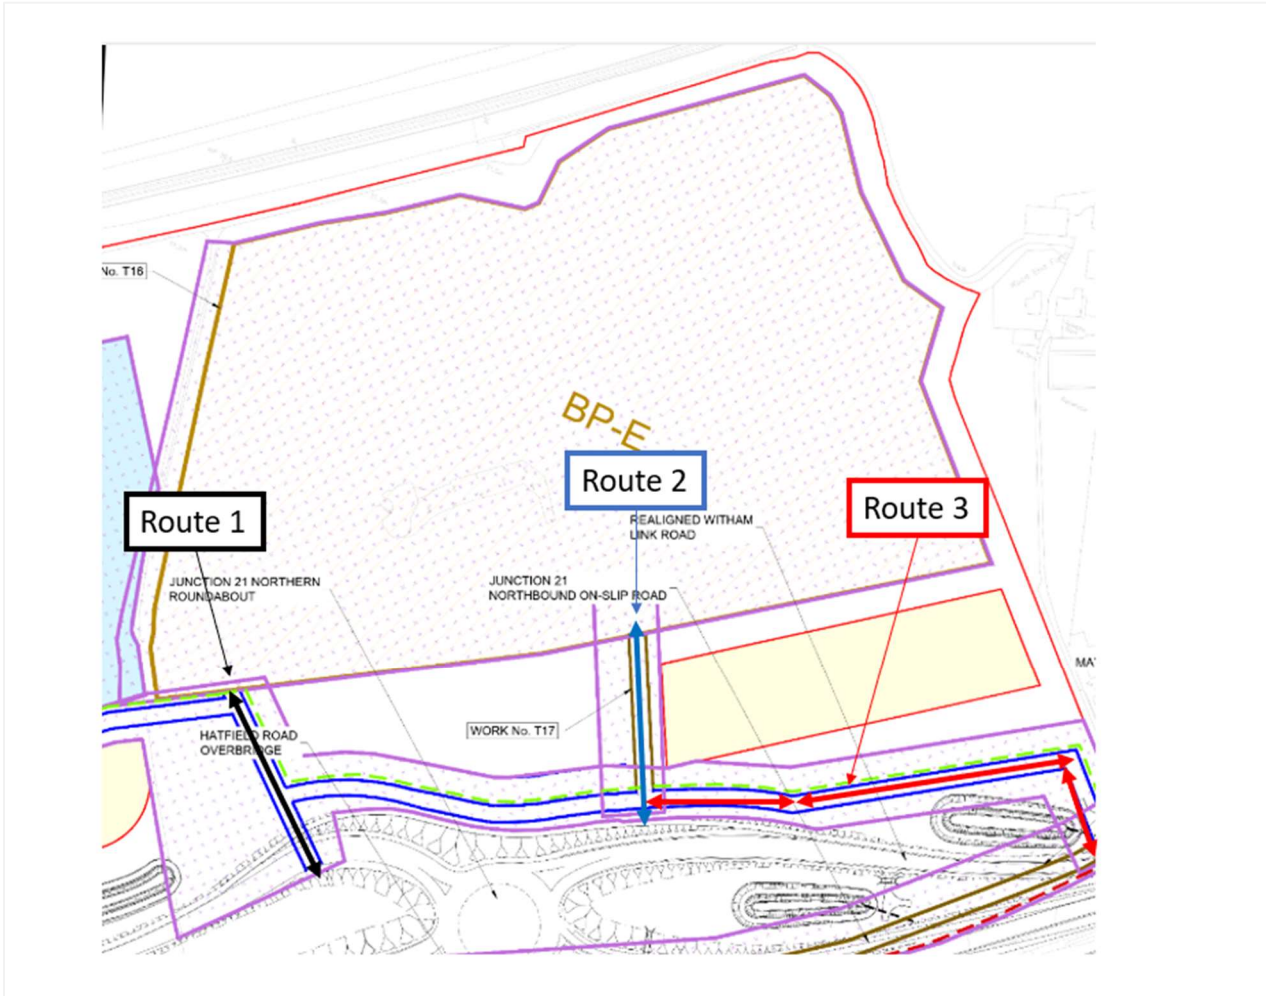 No. T16
BP-E
Route 2
Route 3
Route 1
REALIGNED WITHAM
LINK ROAD
JUNCTION 21 NORTHERN
ROUNDABOUT
JUNCTION 21
NORTHBOUND ON-SLIP ROAD
WORK No. T17
HATFIELD ROAD
OVERBRIDGE